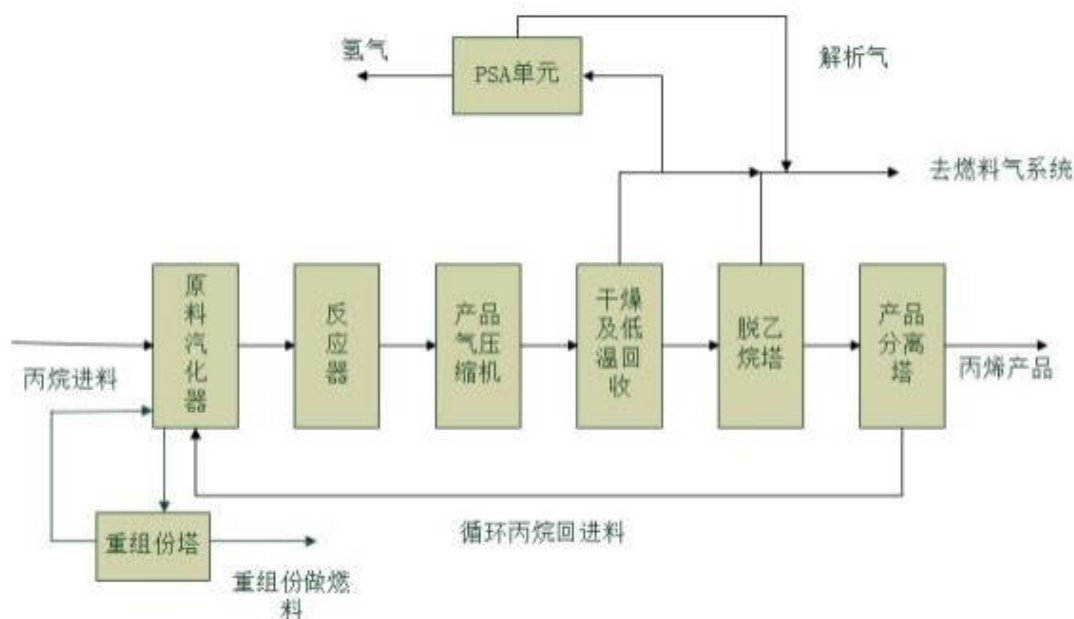 氢气
PSA单元
解析气
去燃料气系统
原
料
汽
化
器
反
应
器
产品
气压
缩机
干燥
及低
温回
收
脱乙
烷塔
产品
分离
塔
丙烷进料
丙烯产品
重组份塔
循环丙烷回进料
重组份做燃
料